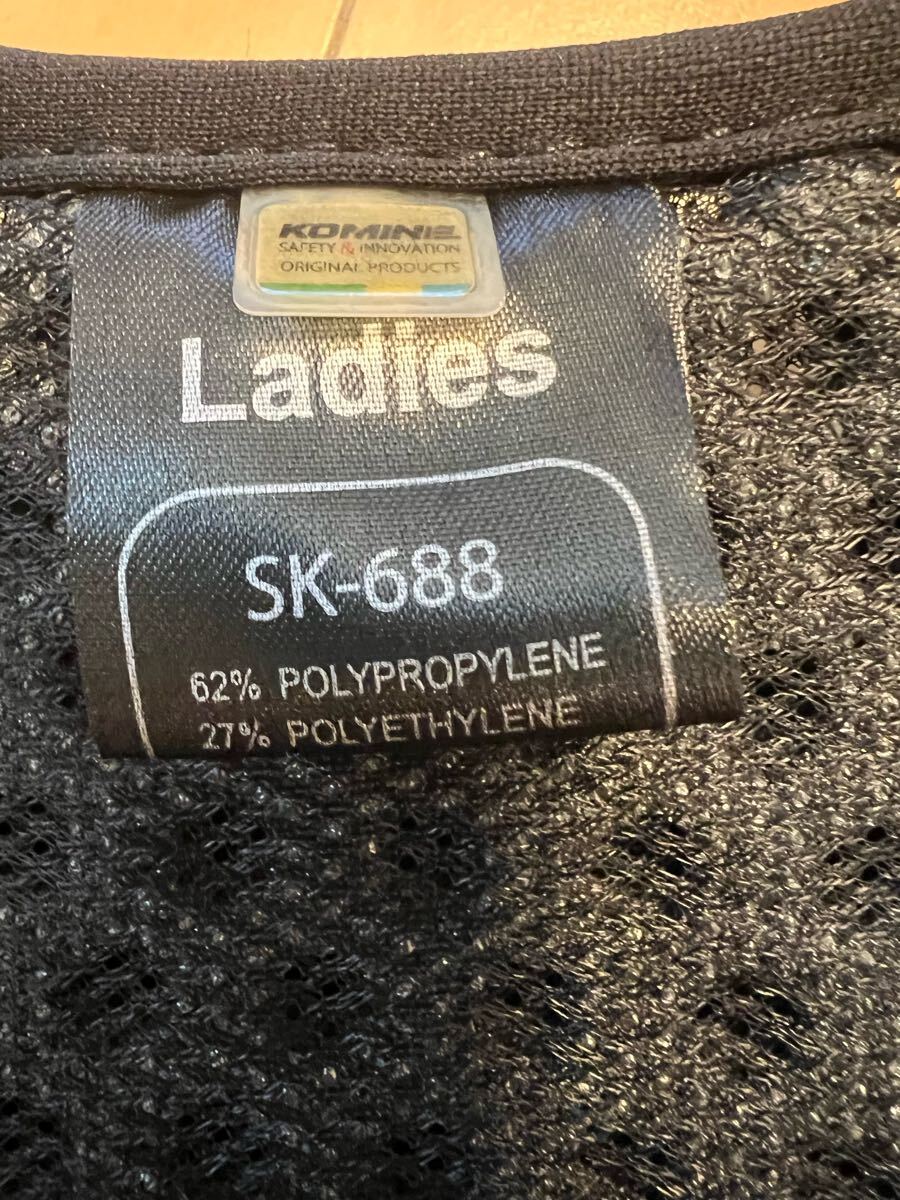 KOMINE
SAFETY & INNOVATION
ORIGINAL PRODUCTS
Ladies
SK-688
62% POLYPROPYLENE
27% POLYETHYLENE